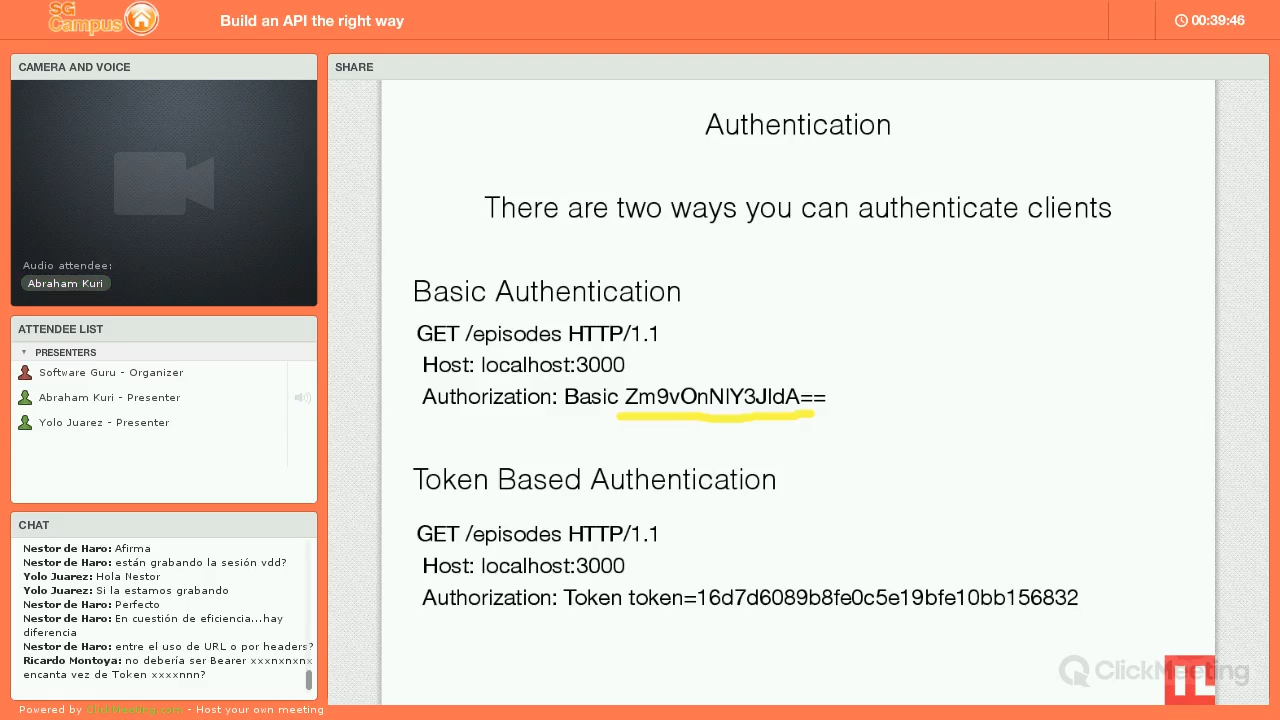 SG
Campus
Build an API the right way
00:39:46
CAMERA AND VOICE
Audio attendee:
Abraham Kuri
ATTENDEE LIST
PRESENTERS
Software Guru - Organizer
Abraham Kuri - Presenter
Yolo Juarez - Presenter
CHAT
Nestor de Haro: Afirma
Nestor de Haro: están grabando la sesión vdd?
Yolo Juarez: Hola Nestor
Yolo Juarez: Si la estamos grabando
Nestor de Haro: Perfecto
Nestor de Haro: En cuestión de eficiencia...hay
diferencia
Nestor de Haro: entre el uso de URL o por headers?
Ricardo Montoya: no debería ser Bearer xxxnxnxnx
encanta vez de Token xxxxnnn?
Powered by ClickMeeting.com - Host your own meeting
SHARE
Authentication
There are two ways you can authenticate clients
Basic Authentication
GET /episodes HTTP/1.1
Host: localhost:3000
Authorization: Basic Zm9vOnNlY3JldA==
Token Based Authentication
GET /episodes HTTP/1.1
Host: localhost:3000
Authorization: Token token=16d7d6089b8fe0c5e19bfe10bb156832
ClickMeeting